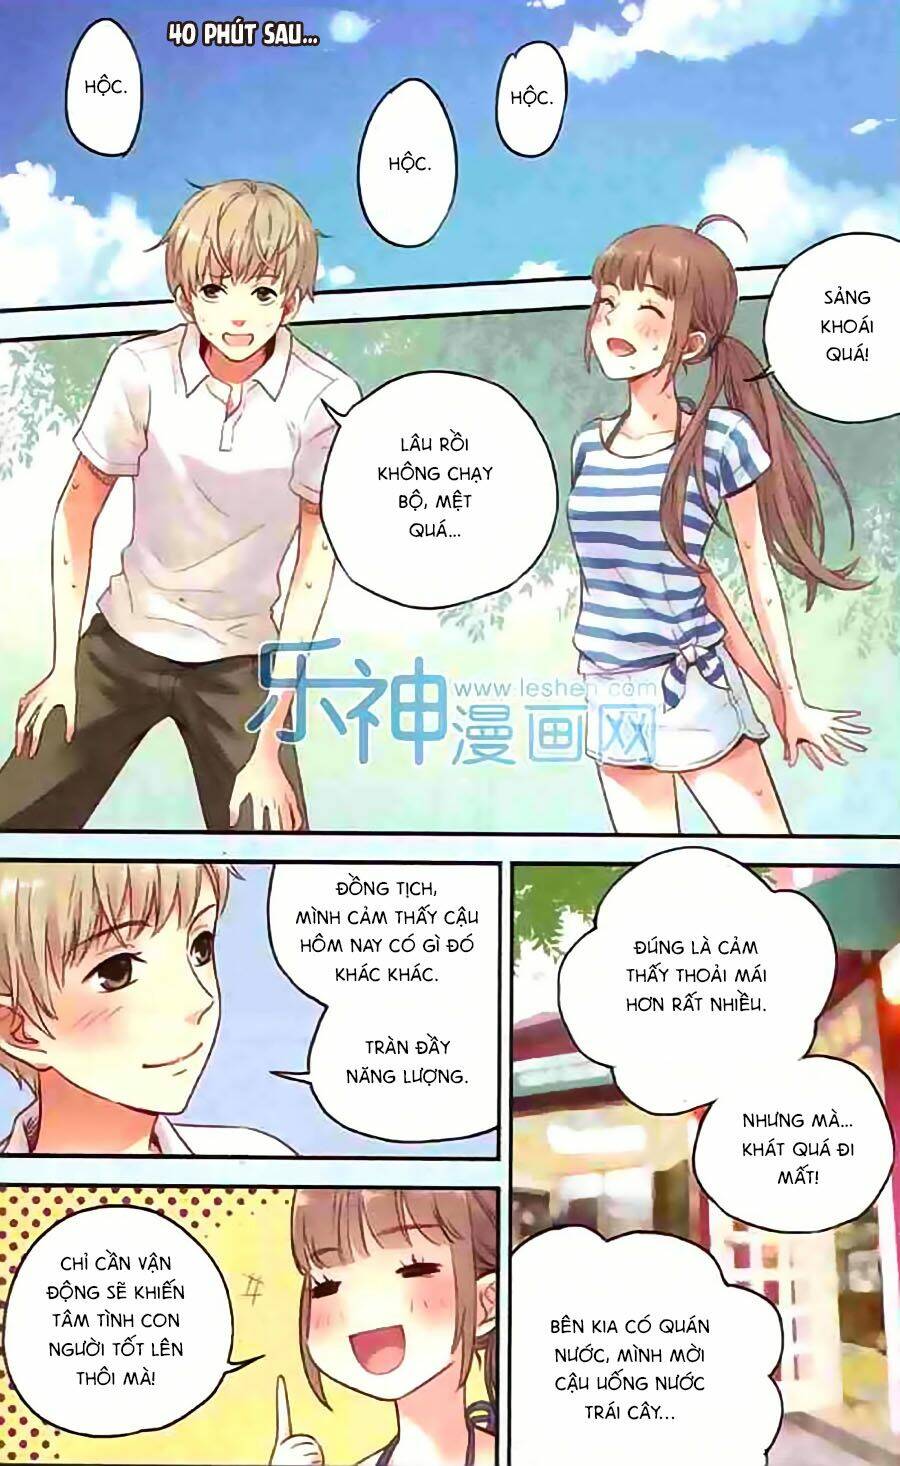 40 PHÚT SAU...
HỘC.
HỘC.
HỘC.
SẢNG
KHOÁI
QUÁ!
LÂU RỒI
KHÔNG CHẠY
BỘ, MỆT
QUÁ...
乐神漫画网
www.leshen.com
ĐỒNG TỊCH,
MÌNH CẢM THẤY CẬU
HÔM NAY CÓ GÌ ĐÓ
KHÁC KHÁC.
TRÀN ĐẦY
NĂNG LƯỢNG.
ĐÚNG LÀ CẢM
THẤY THOẢI MÁI
HƠN RẤT NHIỀU.
NHƯNG MÀ...
KHÁT QUÁ ĐI
MẤT!
CHỈ CẦN VẬN
ĐỘNG SẼ KHIẾN
TÂM TÌNH CON
NGƯỜI TỐT LÊN
THÔI MÀ!
BÊN KIA CÓ QUÁN
NƯỚC, MÌNH MỜI
CẬU UỐNG NƯỚC
TRÁI CÂY...